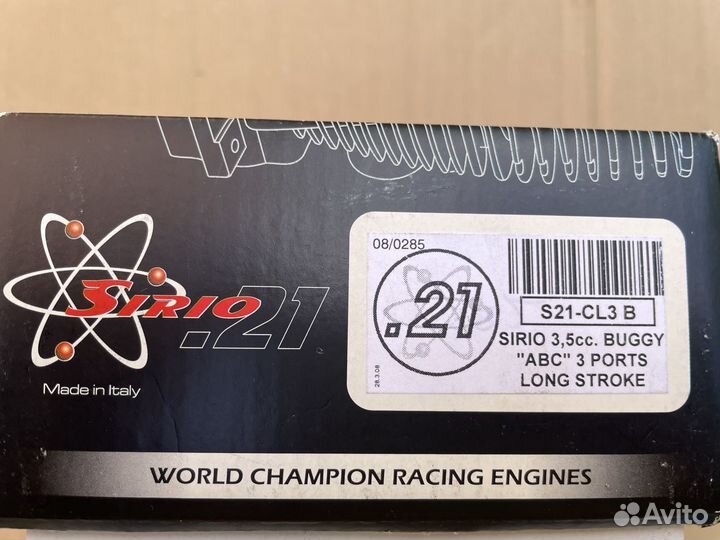 SIRIO
.21
Made in Italy
08/0285
.21
28.3.08
S21-CL3 B
SIRIO 3,5cc. BUGGY
"ABC" 3 PORTS
LONG STROKE
WORLD CHAMPION RACING ENGINES
Avito